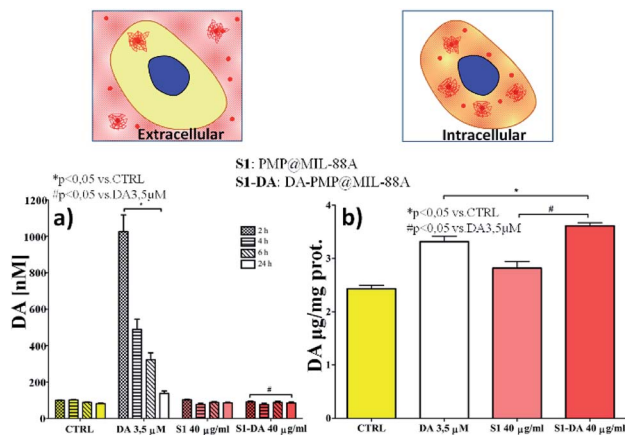 Extracellular
Intracellular
S1: PMP@MIL-88A
S1-DA: DA-PMP@MIL-88A
*p<0,05 vs.CTRL
#p<0,05 vs.DA3,5µM
a)
*
2 h
4 h
6 h
24 h
#
DA [nM]
1200
1000
800
600
400
200
0
CTRL
DA 3,5 µM
S1 40 µg/ml
S1-DA 40 µg/ml
b)
*
*p<0,05 vs.CTRL
#p<0,05 vs.DA3,5µM
#
DA µg/mg prot.
4
3
2
1
0
CTRL
DA 3,5 µM
S1 40 µg/ml
S1-DA 40 µg/ml